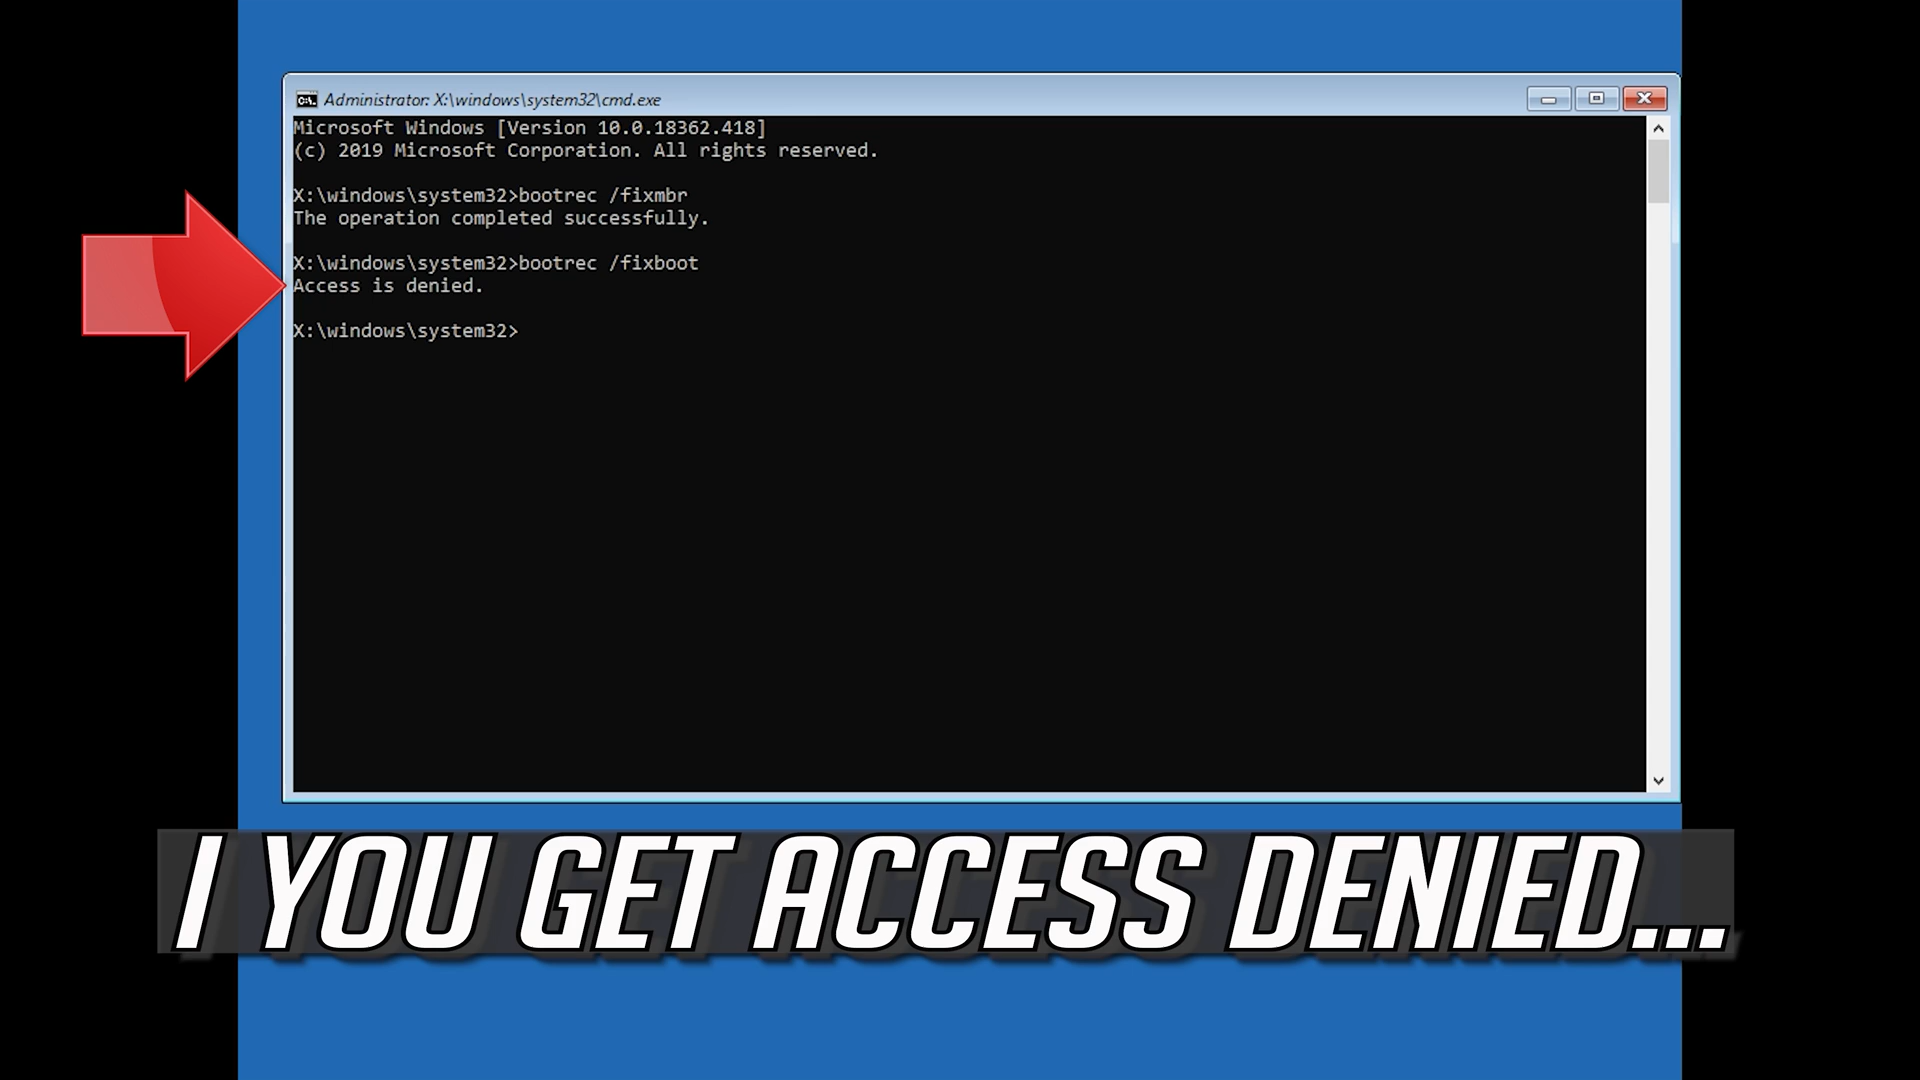 Administrator: X:\windows\system32\cmd.exe
Microsoft Windows [Version 10.0.18362.418]
(c) 2019 Microsoft Corporation. All rights reserved.
X:\windows\system32>bootrec /fixmbr
The operation completed successfully.
X:\windows\system32>bootrec /fixboot
Access is denied.
X:\windows\system32>
I YOU GET ACCESS DENIED...